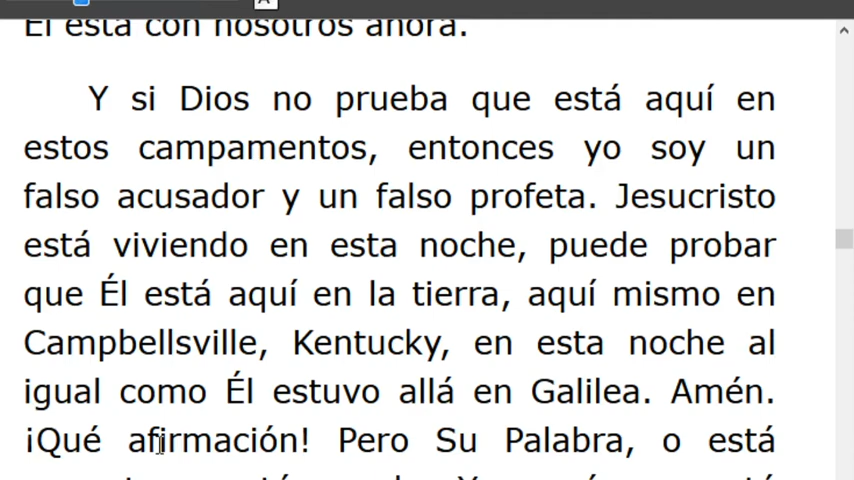 Él está con nosotros ahora.
Y si Dios no prueba que está aquí en
estos campamentos, entonces yo soy un
falso acusador y un falso profeta. Jesucristo
está viviendo en esta noche, puede probar
que Él está aquí en la tierra, aquí mismo en
Campbellsville, Kentucky, en esta noche al
igual como Él estuvo allá en Galilea. Amén.
¡Qué afirmación! Pero Su Palabra, o está